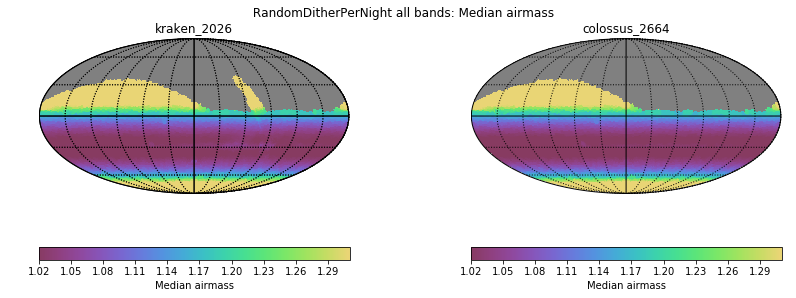 RandomDitherPerNight all bands: Median airmass
kraken_2026
colossus_2664
1.02 1.05 1.08 1.11 1.14 1.17 1.20 1.23 1.26 1.29
Median airmass
1.02 1.05 1.08 1.11 1.14 1.17 1.20 1.23 1.26 1.29
Median airmass